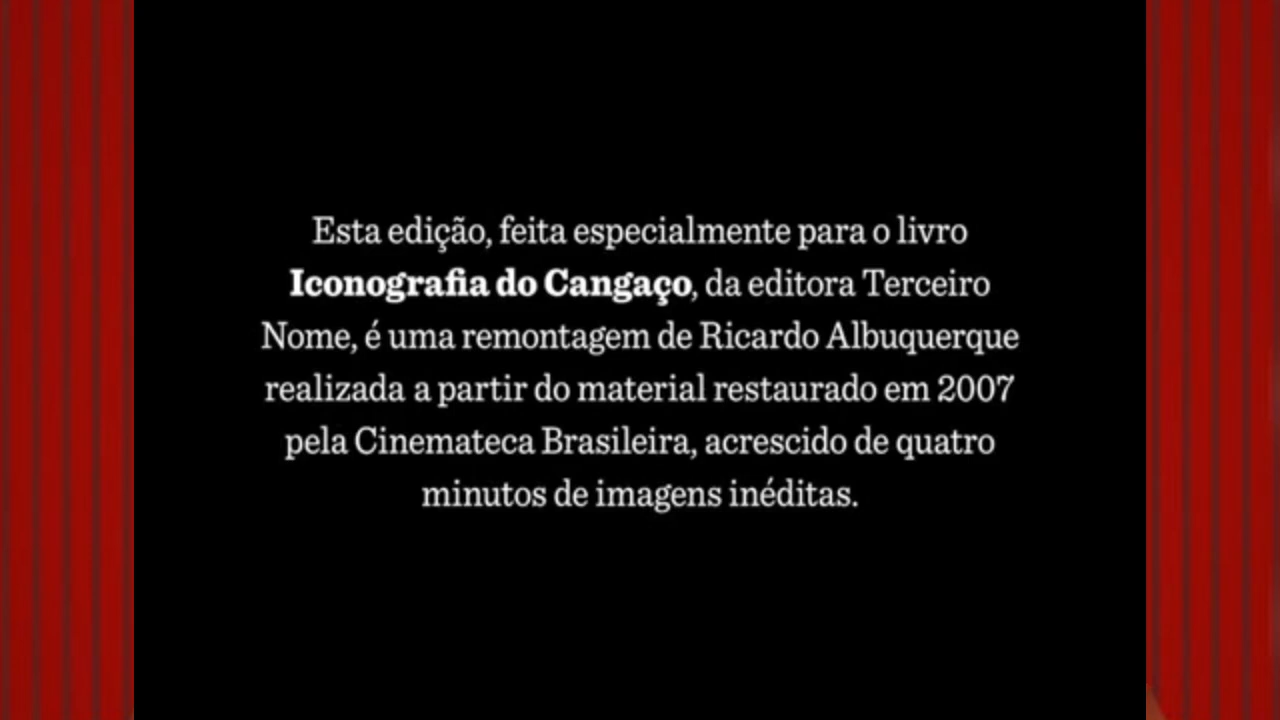 Esta edição, feita especialmente para o livro
Iconografia do Cangaço, da editora Terceiro
Nome, é uma remontagem de Ricardo Albuquerque
realizada a partir do material restaurado em 2007
pela Cinemateca Brasileira, acrescido de quatro
minutos de imagens inéditas.